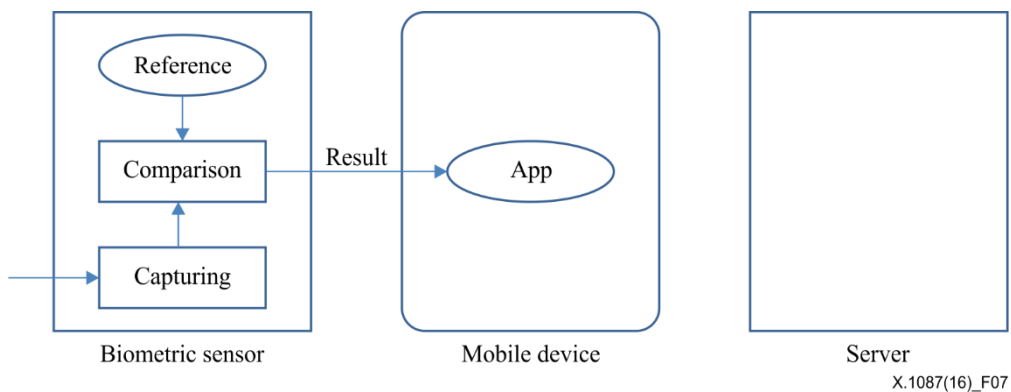 Reference
Comparison
Result
App
Capturing
Biometric sensor
Mobile device
Server
X.1087(16)_F07